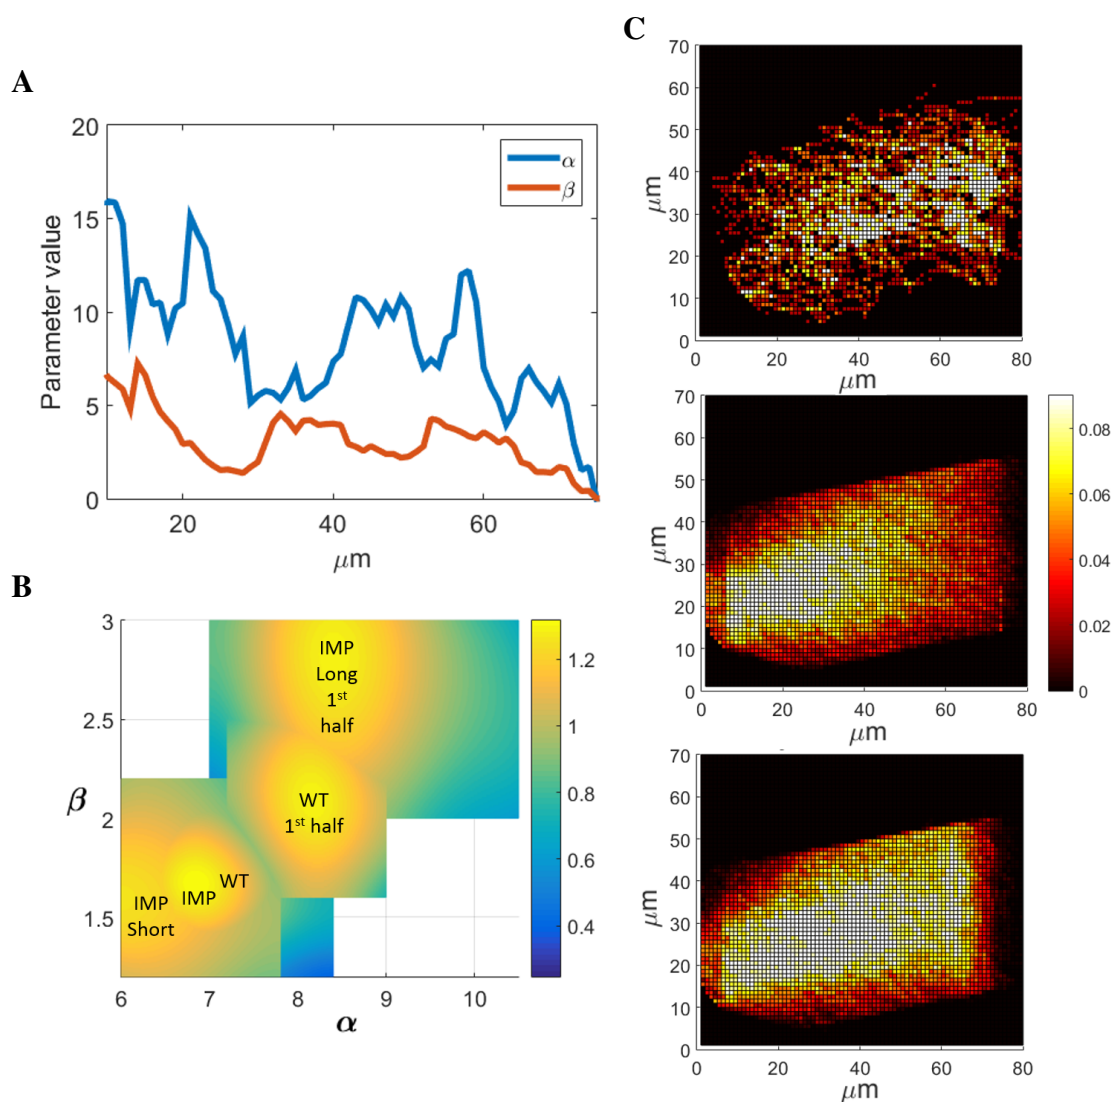 A
20
15
10
5
0
20
40
60
Parameter value
μm
α
β
B
3
2.5
2
1.5
β
6
7
8
9
10
α
IMP
Long
1st
half
WT
1st half
WT
IMP
IMP
Short
1.2
1
0.8
0.6
0.4
C
70
60
50
40
30
20
10
0
0
20
40
60
80
μm
μm
70
60
50
40
30
20
10
0
0
20
40
60
80
μm
μm
0.08
0.06
0.04
0.02
0
70
60
50
40
30
20
10
0
0
20
40
60
80
μm
μm